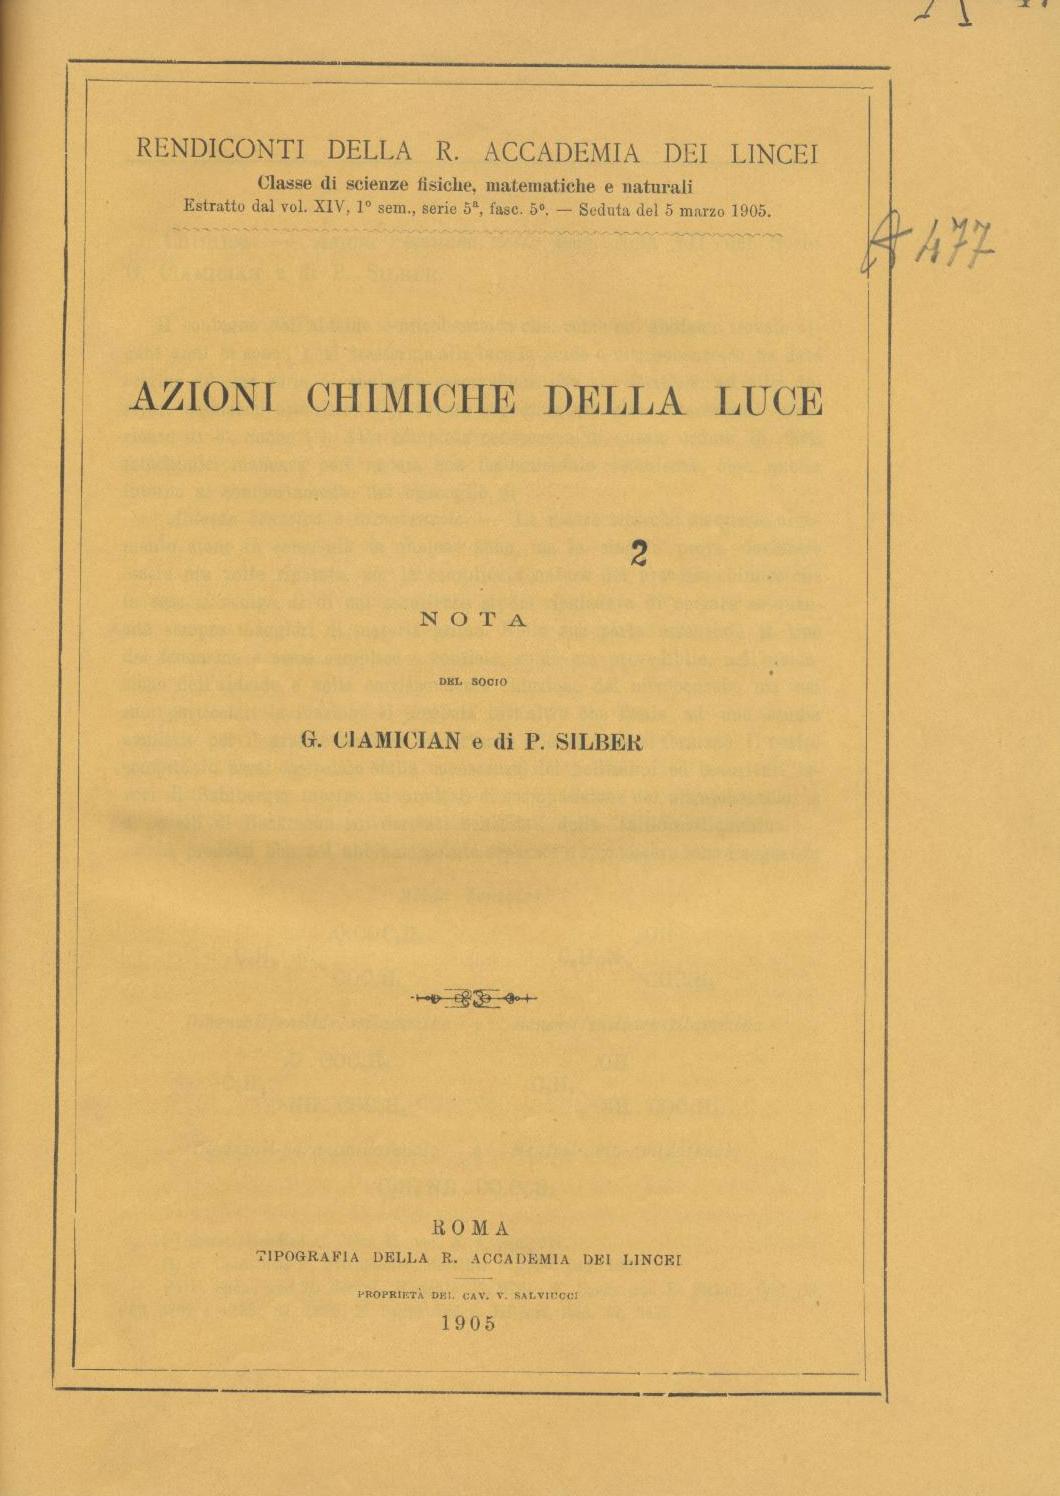 RENDICONTI DELLA R. ACCADEMIA DEI LINCEI
Classe di scienze fisiche, matematiche e naturali
Estratto dal vol. XIV, 1° sem., serie 5ª, fasc. 5°. — Seduta del 5 marzo 1905.
A 477
AZIONI CHIMICHE DELLA LUCE
2
NOTA
DEL SOCIO
G. CIAMICIAN e di P. SILBER
ROMA
TIPOGRAFIA DELLA R. ACCADEMIA DEI LINCEI
PROPRIETÀ DEL CAV. V. SALVIUCCI
1905